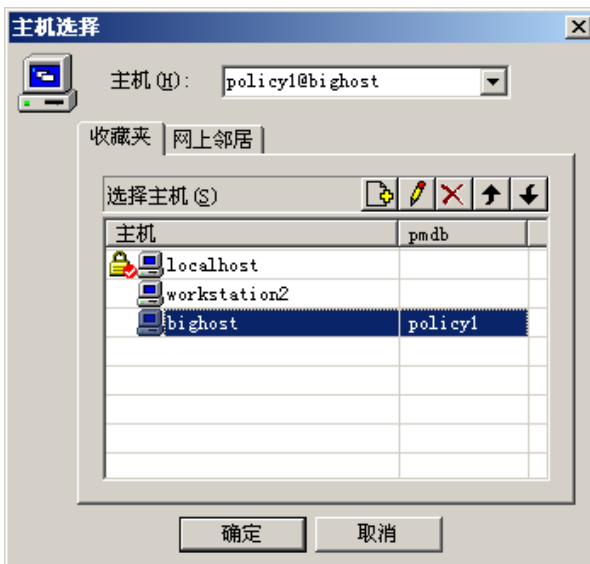 主机选择
主机(H): policy1@bighost
收藏夹 网上邻居
选择主机(S)
主机 pmdb
localhost
workstation2
bighost policy1
确定 取消